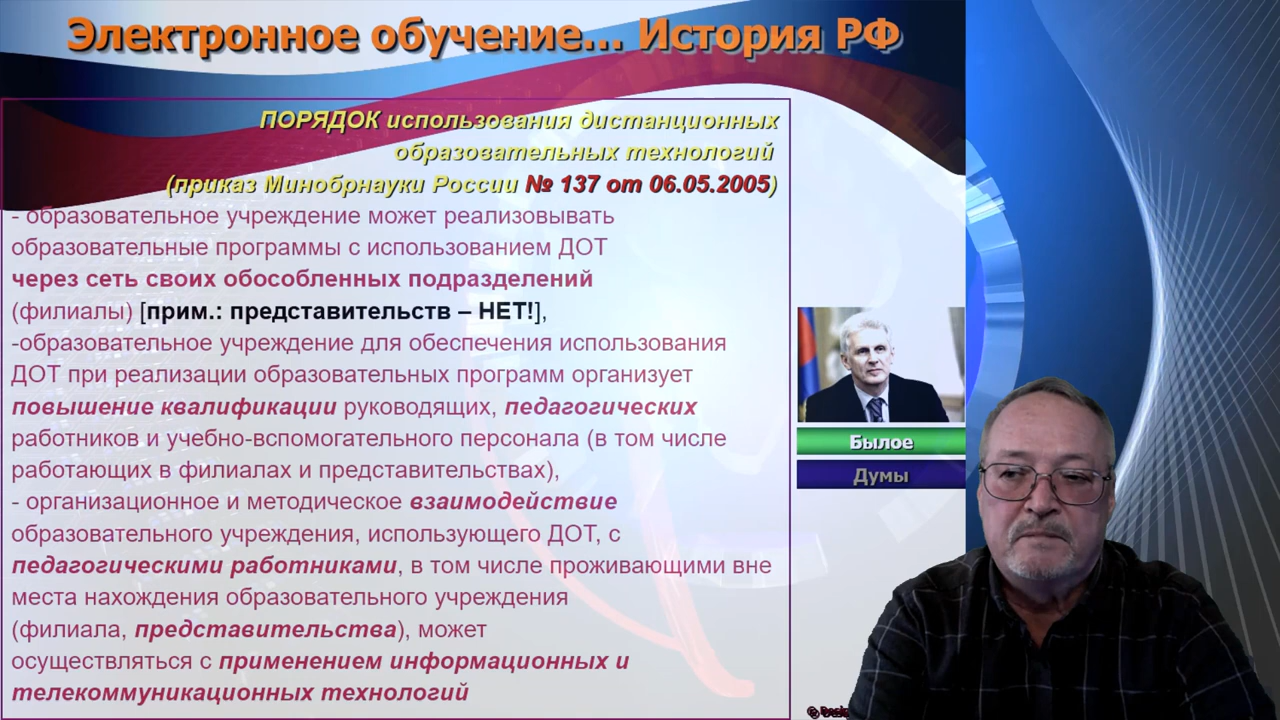 Электронное обучение... История РФ
ПОРЯДОК использования дистанционных
образовательных технологий
(приказ Минобрнауки России № 137 от 06.05.2005)
- образовательное учреждение может реализовывать
образовательные программы с использованием ДОТ
через сеть своих обособленных подразделений
(филиалы) [прим.: представительств – НЕТ!],
-образовательное учреждение для обеспечения использования
ДОТ при реализации образовательных программ организует
повышение квалификации руководящих, педагогических
работников и учебно-вспомогательного персонала (в том числе
работающих в филиалах и представительствах),
- организационное и методическое взаимодействие
образовательного учреждения, использующего ДОТ, с
педагогическими работниками, в том числе проживающими вне
места нахождения образовательного учреждения
(филиала, представительства), может
осуществляться с применением информационных и
телекоммуникационных технологий
Былое
Думы